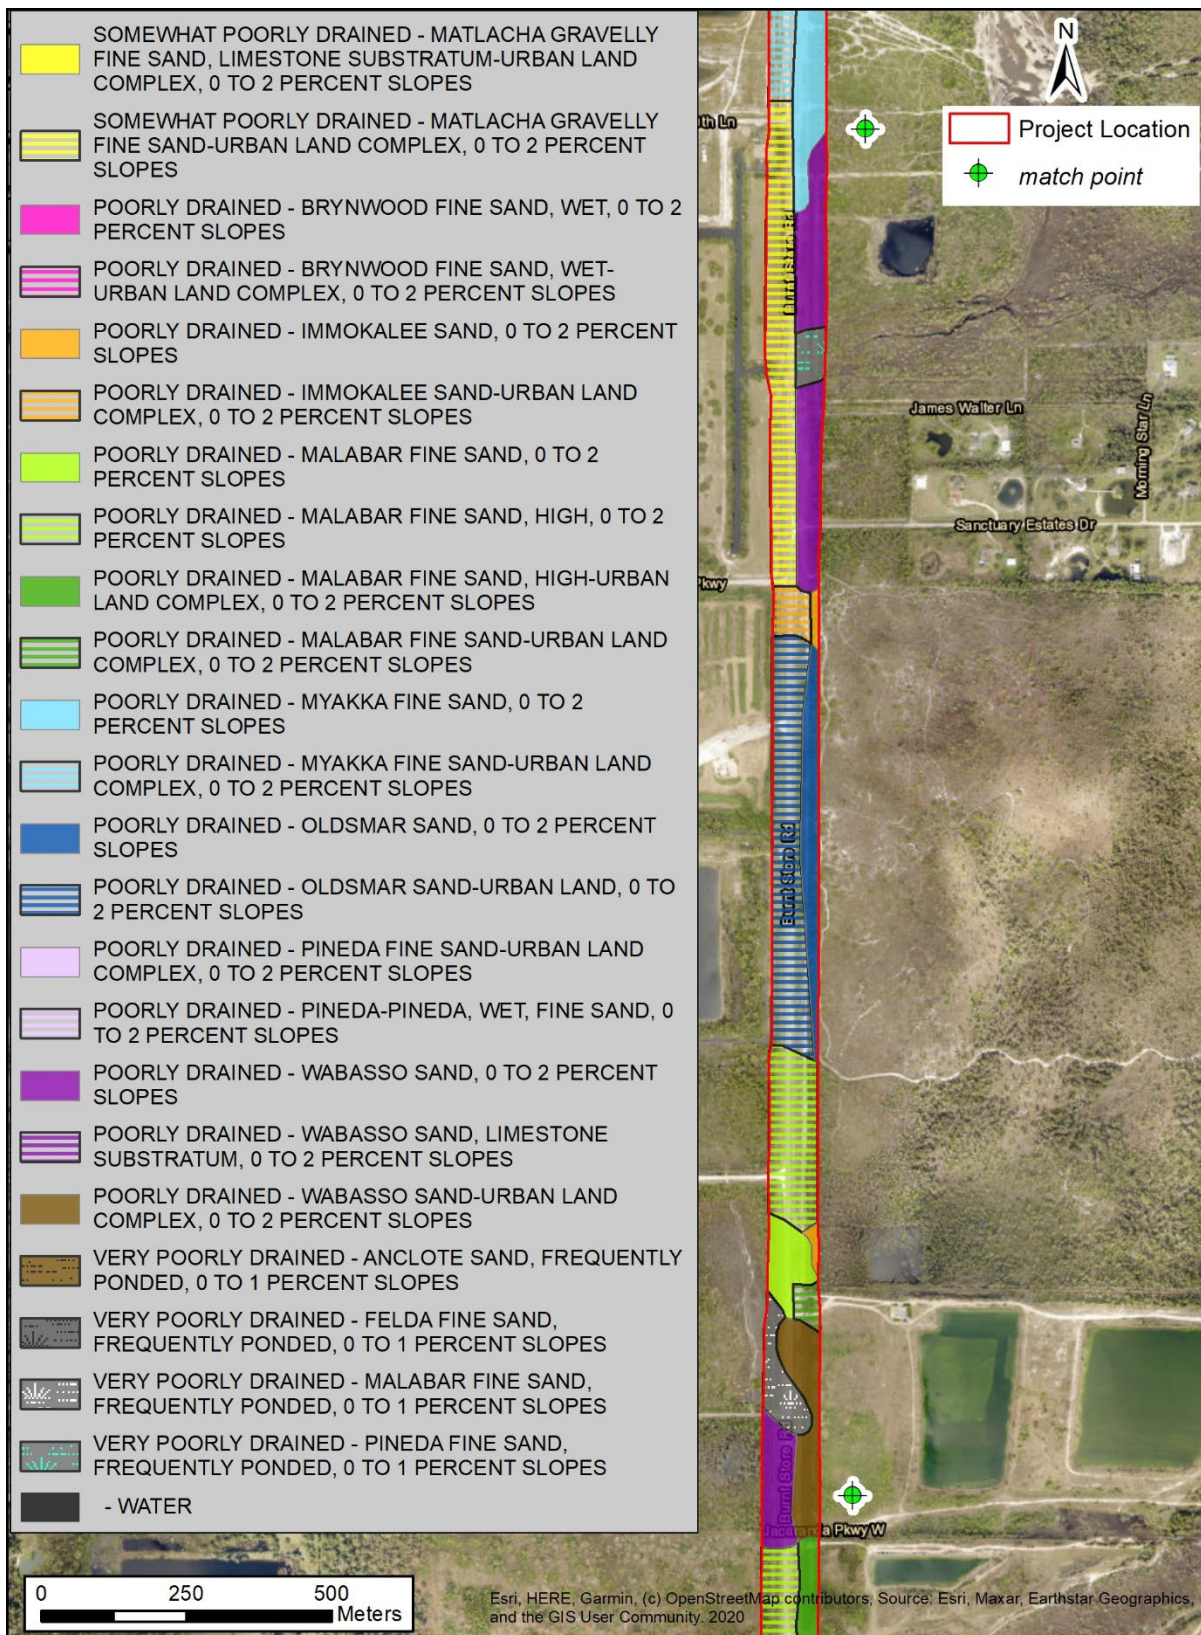 SOMEWHAT POORLY DRAINED - MATLACHA GRAVELLY
FINE SAND, LIMESTONE SUBSTRATUM-URBAN LAND
COMPLEX, 0 TO 2 PERCENT SLOPES
SOMEWHAT POORLY DRAINED - MATLACHA GRAVELLY
FINE SAND-URBAN LAND COMPLEX, 0 TO 2 PERCENT
SLOPES
POORLY DRAINED - BRYNWOOD FINE SAND, WET, 0 TO 2
PERCENT SLOPES
POORLY DRAINED - BRYNWOOD FINE SAND, WET-
URBAN LAND COMPLEX, 0 TO 2 PERCENT SLOPES
POORLY DRAINED - IMMOKALEE SAND, 0 TO 2 PERCENT
SLOPES
POORLY DRAINED - IMMOKALEE SAND-URBAN LAND
COMPLEX, 0 TO 2 PERCENT SLOPES
POORLY DRAINED - MALABAR FINE SAND, 0 TO 2
PERCENT SLOPES
POORLY DRAINED - MALABAR FINE SAND, HIGH, 0 TO 2
PERCENT SLOPES
POORLY DRAINED - MALABAR FINE SAND, HIGH-URBAN
LAND COMPLEX, 0 TO 2 PERCENT SLOPES
POORLY DRAINED - MALABAR FINE SAND-URBAN LAND
COMPLEX, 0 TO 2 PERCENT SLOPES
POORLY DRAINED - MYAKKA FINE SAND, 0 TO 2
PERCENT SLOPES
POORLY DRAINED - MYAKKA FINE SAND-URBAN LAND
COMPLEX, 0 TO 2 PERCENT SLOPES
POORLY DRAINED - OLDSMAR SAND, 0 TO 2 PERCENT
SLOPES
POORLY DRAINED - OLDSMAR SAND-URBAN LAND, 0 TO
2 PERCENT SLOPES
POORLY DRAINED - PINEDA FINE SAND-URBAN LAND
COMPLEX, 0 TO 2 PERCENT SLOPES
POORLY DRAINED - PINEDA-PINEDA, WET, FINE SAND, 0
TO 2 PERCENT SLOPES
POORLY DRAINED - WABASSO SAND, 0 TO 2 PERCENT
SLOPES
POORLY DRAINED - WABASSO SAND, LIMESTONE
SUBSTRATUM, 0 TO 2 PERCENT SLOPES
POORLY DRAINED - WABASSO SAND-URBAN LAND
COMPLEX, 0 TO 2 PERCENT SLOPES
VERY POORLY DRAINED - ANCLOTE SAND, FREQUENTLY
PONDED, 0 TO 1 PERCENT SLOPES
VERY POORLY DRAINED - FELDA FINE SAND,
FREQUENTLY PONDED, 0 TO 1 PERCENT SLOPES
VERY POORLY DRAINED - MALABAR FINE SAND,
FREQUENTLY PONDED, 0 TO 1 PERCENT SLOPES
VERY POORLY DRAINED - PINEDA FINE SAND,
FREQUENTLY PONDED, 0 TO 1 PERCENT SLOPES
- WATER
N
Project Location
match point
th Ln
James Walter Ln
Morning Star Ln
Sanctuary Estates Dr
Pkwy
Burnt Store Rd
Burnt Store R
Jacaranda Pkwy W
0 250 500
Meters
Esri, HERE, Garmin, (c) OpenStreetMap contributors, Source: Esri, Maxar, Earthstar Geographics,
and the GIS User Community. 2020